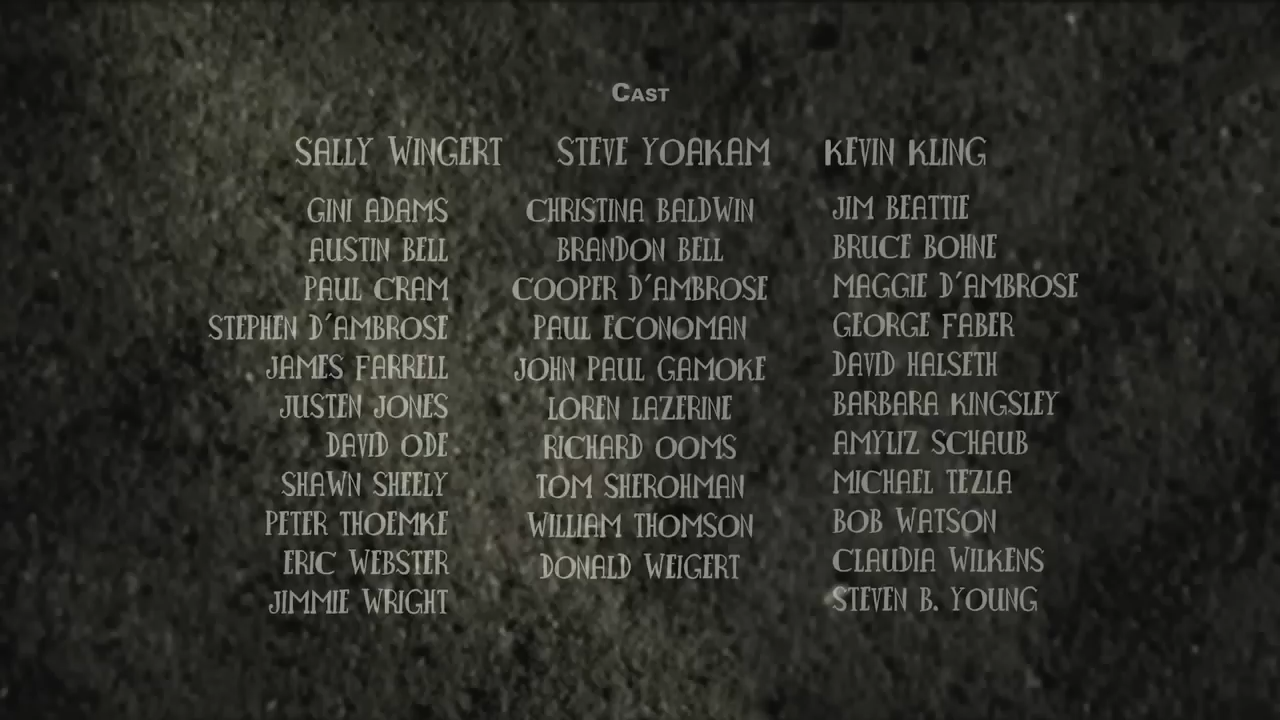 Cast
SALLY WINGERT STEVE YOAKAM KEVIN KLING
GINI ADAMS CHRISTINA BALDWIN JIM BEATTIE
AUSTIN BELL BRANDON BELL BRUCE BOHNE
PAUL CRAM COOPER D'AMBROSE MAGGIE D'AMBROSE
STEPHEN D'AMBROSE PAUL ECONOMAN GEORGE FABER
JAMES FARRELL JOHN PAUL GAMOKE DAVID HALSETH
JUSTEN JONES LOREN LAZERINE BARBARA KINGSLEY
DAVID ODE RICHARD OOMS AMYLIZ SCHAUB
SHAWN SHEELY TOM SHEROHMAN MICHAEL TEZLA
PETER THOEMKE WILLIAM THOMSON BOB WATSON
ERIC WEBSTER DONALD WEIGERT CLAUDIA WILKENS
JIMMIE WRIGHT STEVEN B. YOUNG